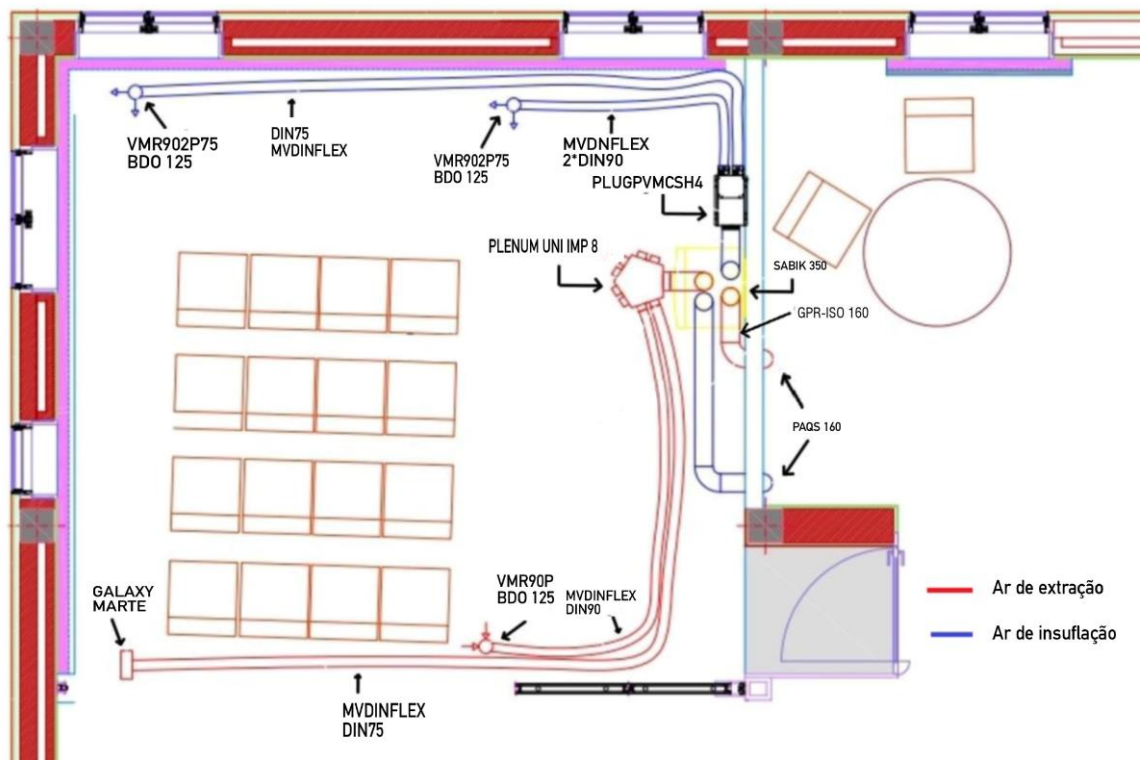 VMR902P75
BDO 125
DIN75
MVDINFLEX
VMR902P75
BDO 125
MVDNFLEX
2*DIN90
PLUGPVMCSH4
PLENUM UNI IMP 8
SABIK 350
GPR-ISO 160
PAQS 160
GALAXY
MARTE
VMR90P
BDO 125
MVDINFLEX
DIN90
MVDINFLEX
DIN75
Ar de extração
Ar de insuflação